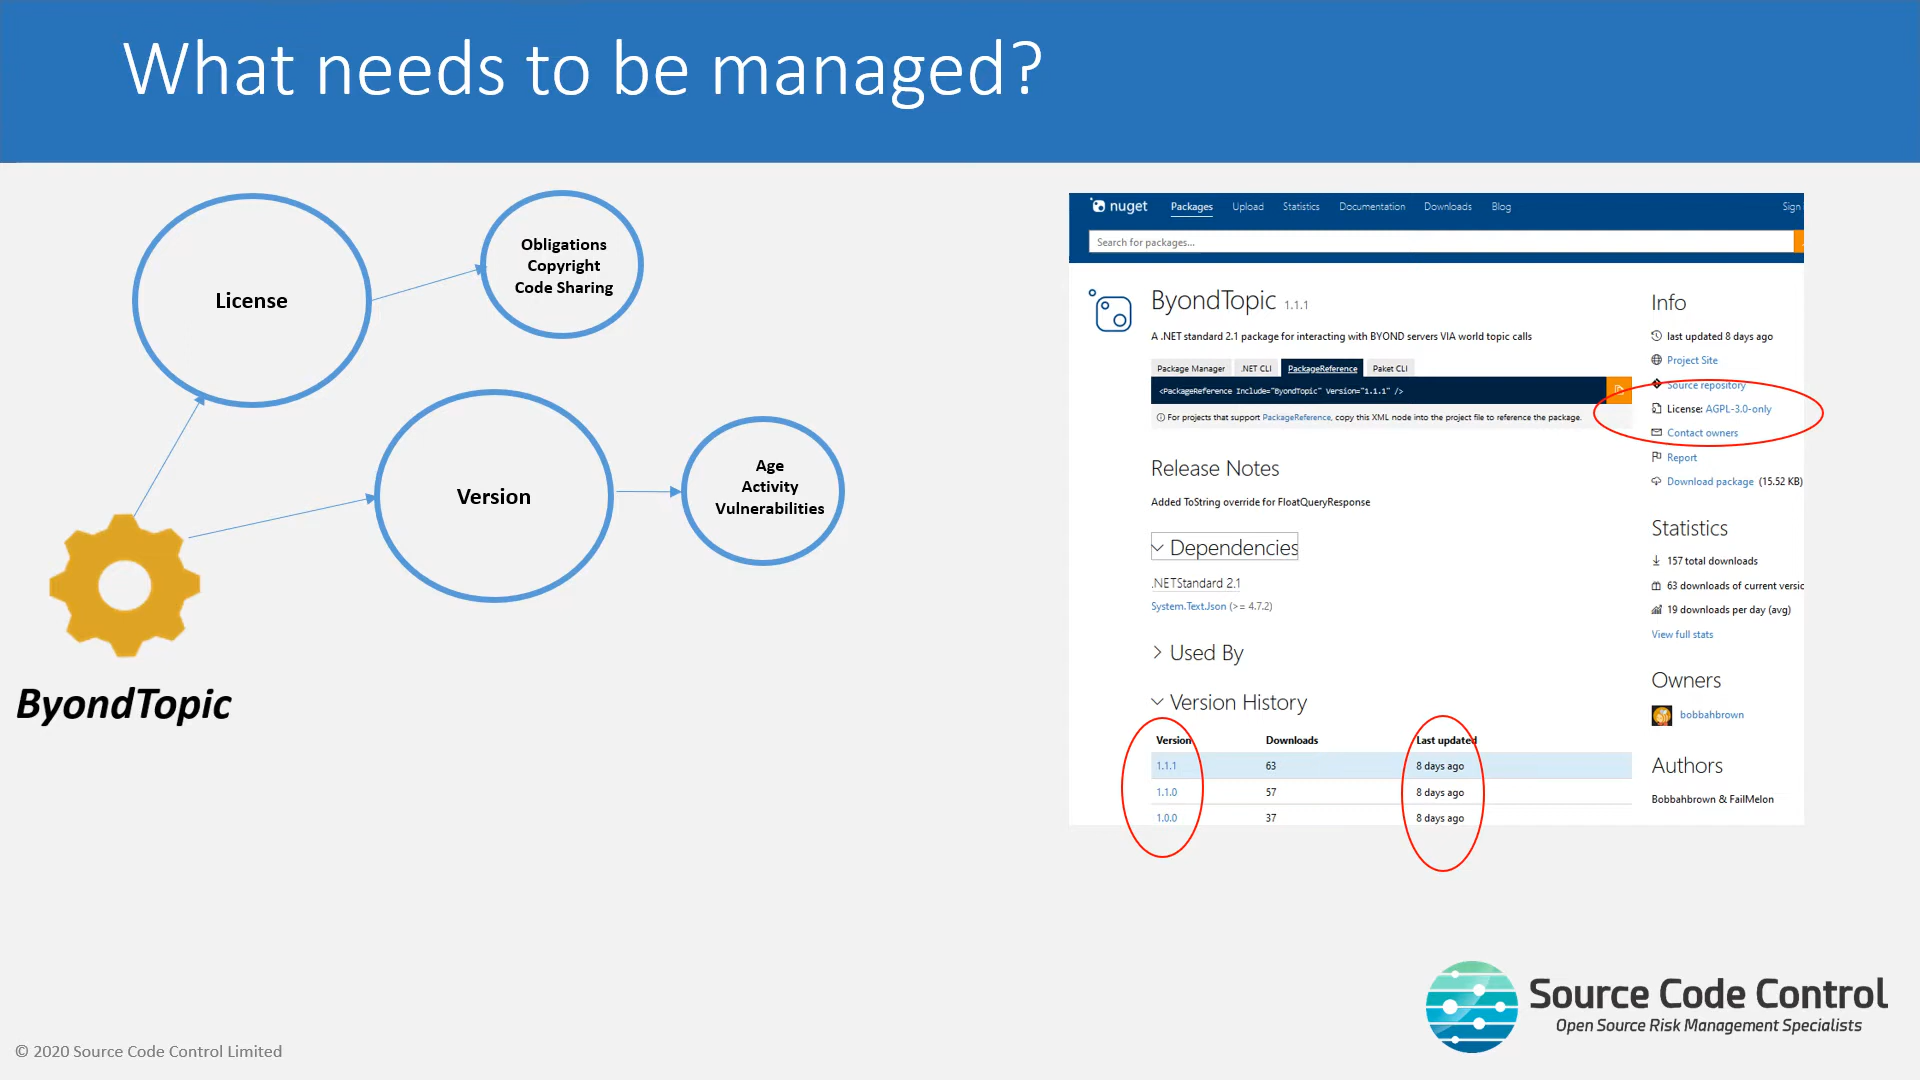 What needs to be managed?
License
Obligations
Copyright
Code Sharing
Version
Age
Activity
Vulnerabilities
ByondTopic
nuget Packages Upload Statistics Documentation Downloads Blog Sign
Search for packages...
ByondTopic 1.1.1
A .NET standard 2.1 package for interacting with BYOND servers VIA world topic calls
Package Manager .NET CLI PackageReference Paket CLI
<PackageReference Include="ByondTopic" Version="1.1.1" />
For projects that support PackageReference, copy this XML node into the project file to reference the package.
Release Notes
Added ToString override for FloatQueryResponse
Dependencies
.NETStandard 2.1
System.Text.Json (>= 4.7.2)
Used By
Version History
Version Downloads Last updated
1.1.1 63 8 days ago
1.1.0 57 8 days ago
1.0.0 37 8 days ago
Info
last updated 8 days ago
Project Site
Source repository
License: AGPL-3.0-only
Contact owners
Report
Download package (15.52 KB)
Statistics
157 total downloads
63 downloads of current versio
19 downloads per day (avg)
View full stats
Owners
bobbahbrown
Authors
Bobbahbrown & FailMelon
Source Code Control
Open Source Risk Management Specialists
© 2020 Source Code Control Limited